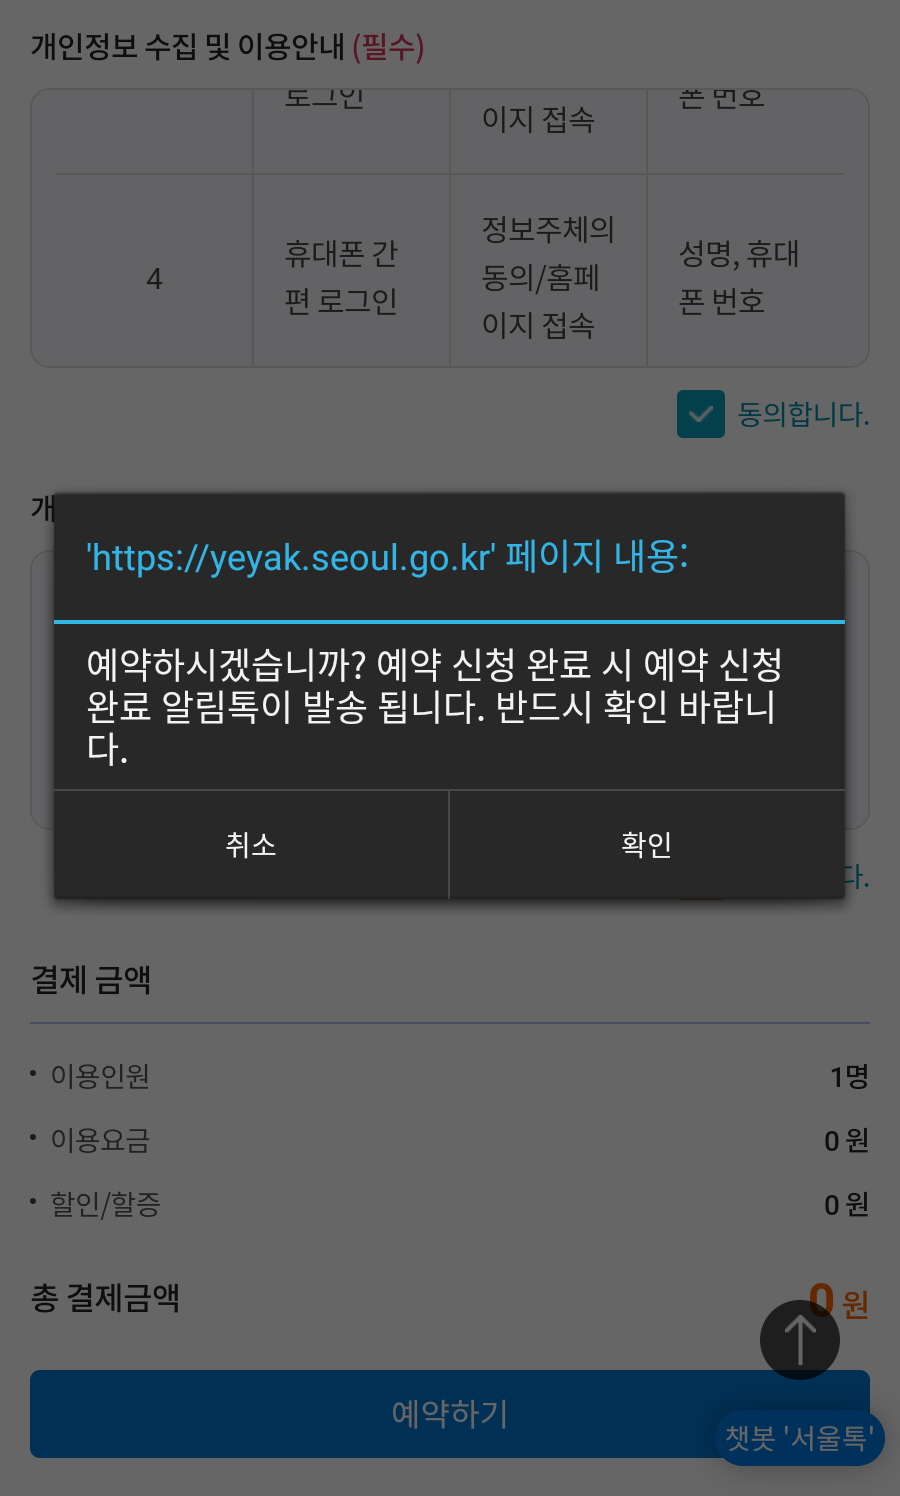 개인정보 수집 및 이용안내 (필수)
로그인
이지 접속
폰 번호
4
휴대폰 간
편 로그인
정보주체의
동의/홈페
이지 접속
성명, 휴대
폰 번호
동의합니다.
개
'https://yeyak.seoul.go.kr' 페이지 내용:
예약하시겠습니까? 예약 신청 완료 시 예약 신청
완료 알림톡이 발송 됩니다. 반드시 확인 바랍니
다.
취소
확인
다.
결제 금액
• 이용인원 1명
• 이용요금 0 원
• 할인/할증 0 원
총 결제금액 0 원
예약하기
챗봇 '서울톡'